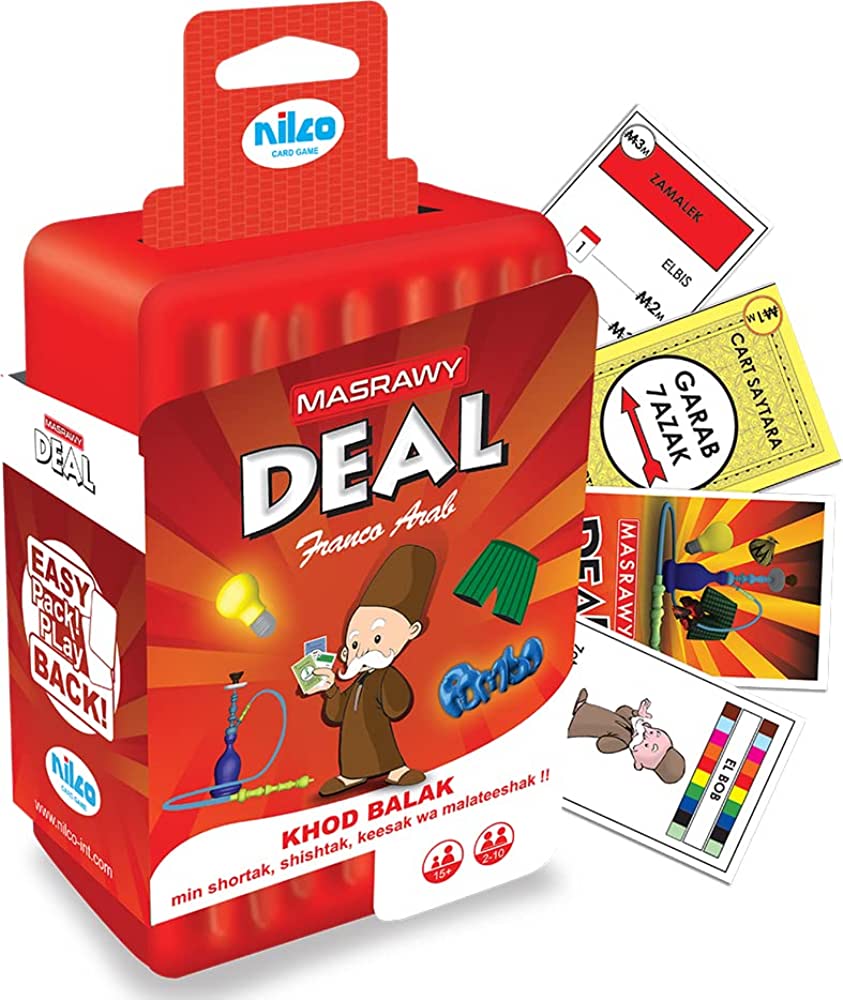 nilco
CARD GAME
MASRAWY
DEAL
Franco Arab
KHOD BALAK
min shortak, shishtak, keesak wa malateeshak !!
15+
2-10
MASRAWY
DEAL
EASY
Pack!
PLay
BACK!
nilco
CARD GAME
www.nilco-int.com
M3M
ZAMALEK
ELBIS
1
M2M
M1M
CART SAYTARA
GARAB
7AZAK
MASRAWY
DEAL
EL BOB